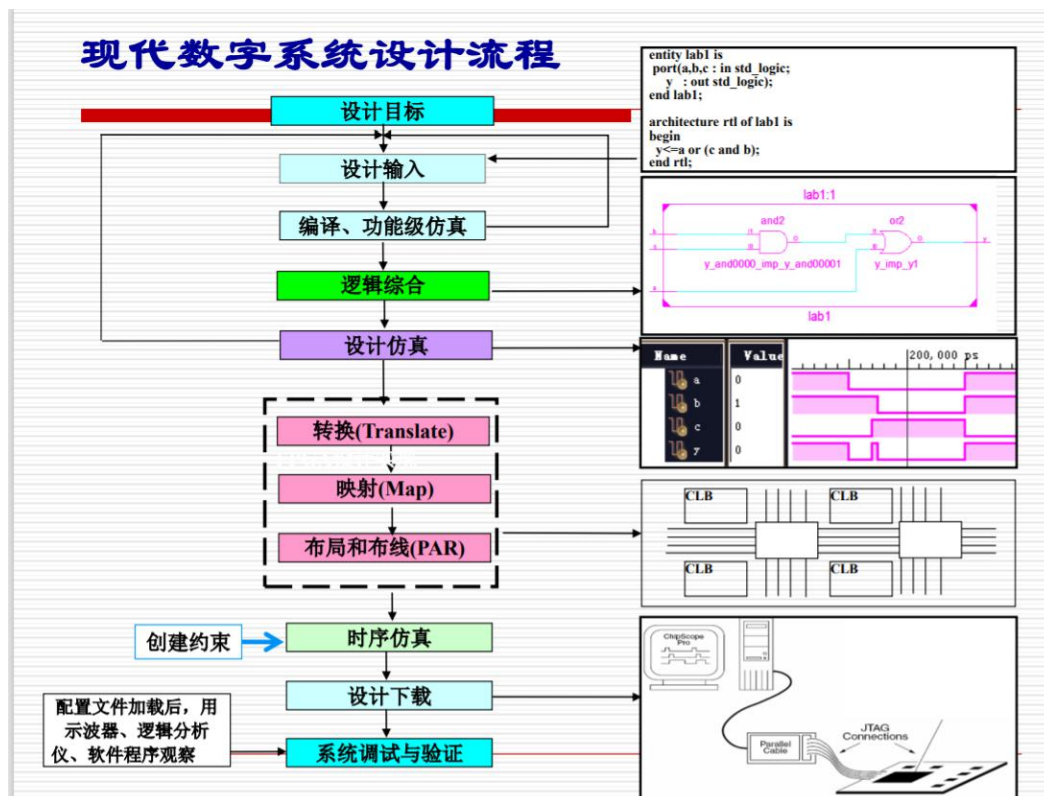 现代数字系统设计流程
设计目标
设计输入
编译、功能级仿真
逻辑综合
设计仿真
转换(Translate)
映射(Map)
布局和布线(PAR)
创建约束
时序仿真
设计下载
配置文件加载后，用
示波器、逻辑分析
仪、软件程序观察
系统调试与验证
entity lab1 is
port(a,b,c : in std_logic;
y : out std_logic);
end lab1;
architecture rtl of lab1 is
begin
y<=a or (c and b);
end rtl;
lab1:1
and2
or2
y
y_and0000_imp_y_and00001
y_imp_y1
lab1
Name Value
200,000 ps
a 0
b 1
c 0
y 0
CLB CLB
CLB CLB
ChipScope
Pro
Parallel
Cable
JTAG
Connections